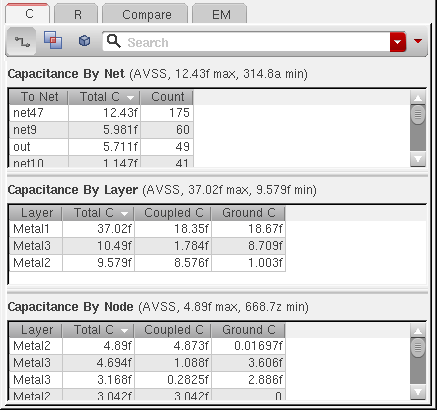 C R Compare EM
Search
Capacitance By Net (AVSS, 12.43f max, 314.8a min)
To Net Total C Count
net47 12.43f 175
net9 5.981f 60
out 5.711f 49
net10 1.147f 41
Capacitance By Layer (AVSS, 37.02f max, 9.579f min)
Layer Total C Coupled C Ground C
Metal1 37.02f 18.35f 18.67f
Metal3 10.49f 1.784f 8.709f
Metal2 9.579f 8.576f 1.003f
Capacitance By Node (AVSS, 4.89f max, 668.7z min)
Layer Total C Coupled C Ground C
Metal2 4.89f 4.873f 0.01697f
Metal3 4.694f 1.088f 3.606f
Metal3 3.168f 0.2825f 2.886f
Metal2 3.042f 3.042f 0